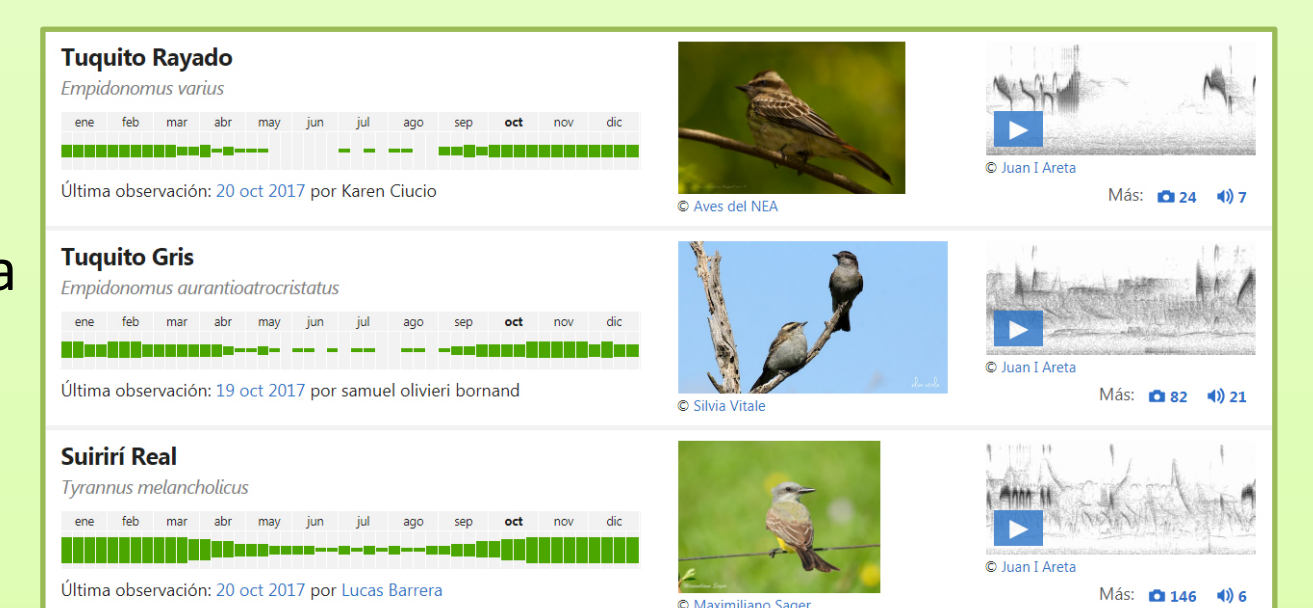 Tuquito Rayado
Empidonomus varius
ene feb mar abr may jun jul ago sep oct nov dic
Última observación: 20 oct 2017 por Karen Ciucio
© Aves del NEA
© Juan I Areta
Más: 24 7
a
Tuquito Gris
Empidonomus aurantioatrocristatus
ene feb mar abr may jun jul ago sep oct nov dic
Última observación: 19 oct 2017 por samuel olivieri bornand
© Silvia Vitale
© Juan I Areta
Más: 82 21
Suirirí Real
Tyrannus melancholicus
ene feb mar abr may jun jul ago sep oct nov dic
Última observación: 20 oct 2017 por Lucas Barrera
© Maximiliano Sager
© Juan I Areta
Más: 146 6